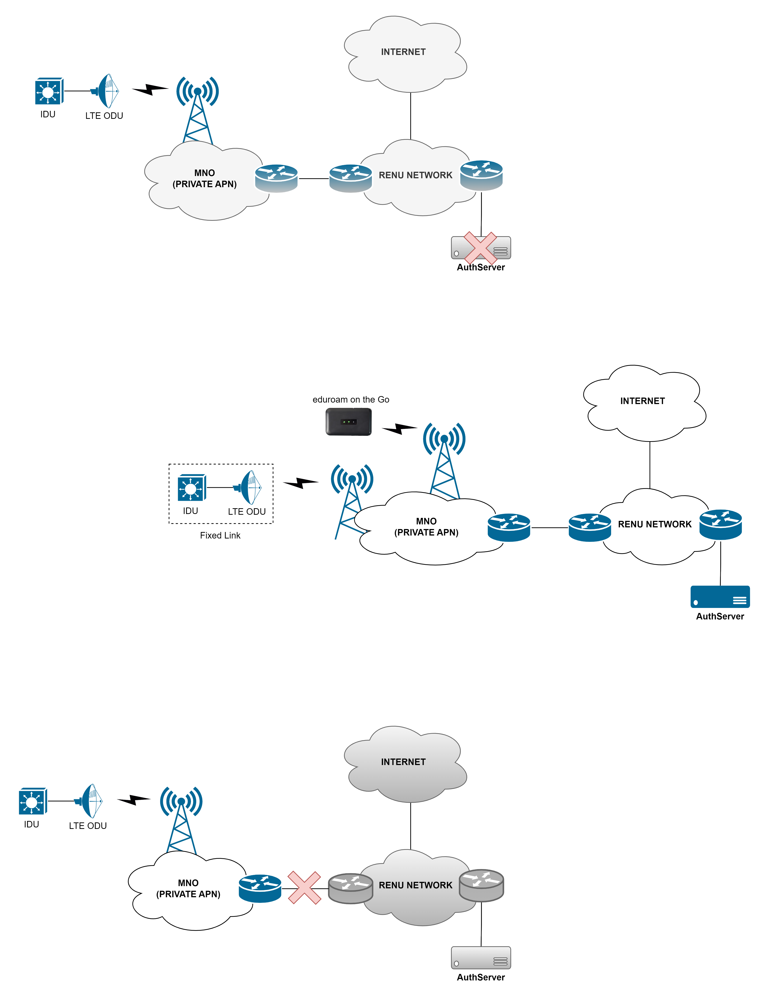 INTERNET
IDU
LTE ODU
MNO
(PRIVATE APN)
RENU NETWORK
AuthServer
eduroam on the Go
INTERNET
IDU
LTE ODU
Fixed Link
MNO
(PRIVATE APN)
RENU NETWORK
AuthServer
INTERNET
IDU
LTE ODU
MNO
(PRIVATE APN)
RENU NETWORK
AuthServer